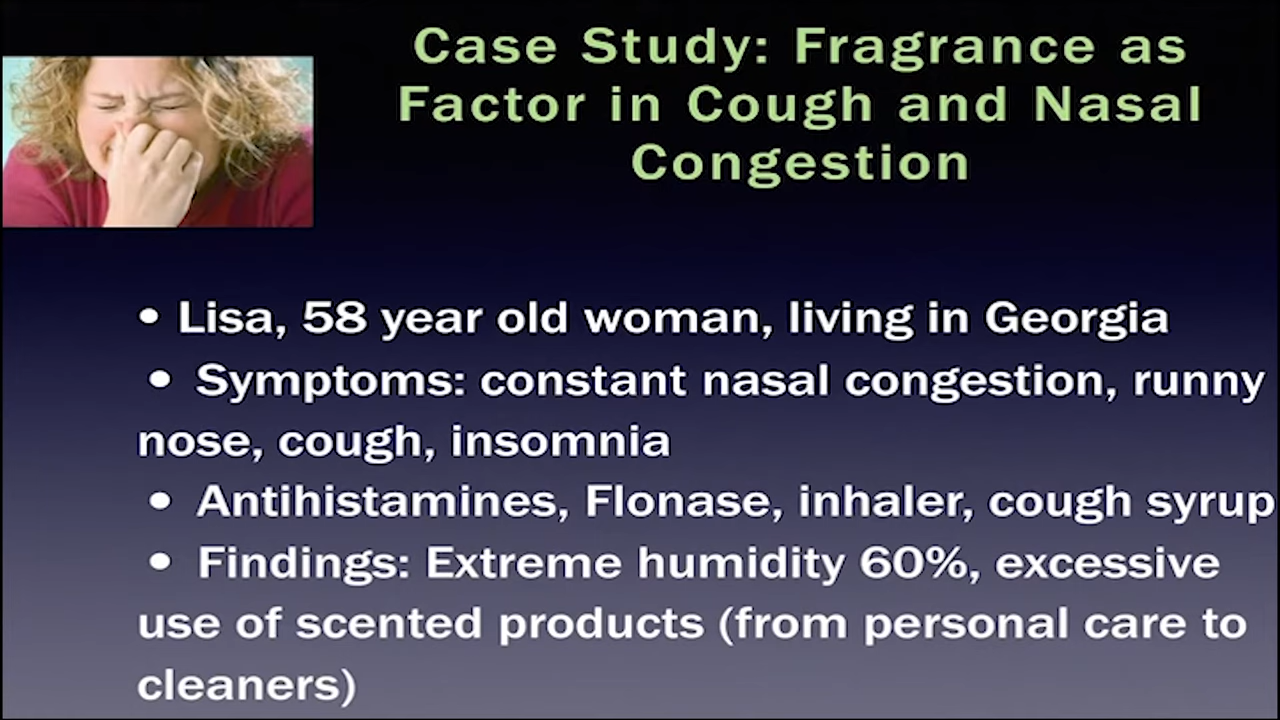 Case Study: Fragrance as
Factor in Cough and Nasal
Congestion
• Lisa, 58 year old woman, living in Georgia
• Symptoms: constant nasal congestion, runny
nose, cough, insomnia
• Antihistamines, Flonase, inhaler, cough syrup
• Findings: Extreme humidity 60%, excessive
use of scented products (from personal care to
cleaners)